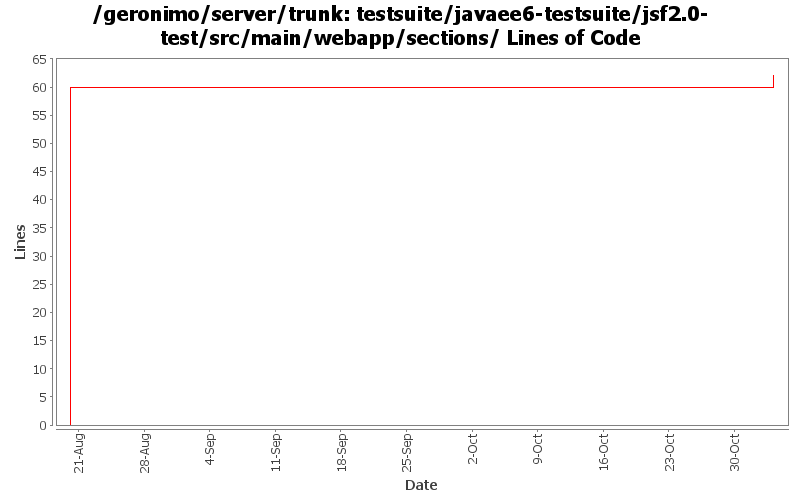 /geronimo/server/trunk: testsuite/javaee6-testsuite/jsf2.0-
test/src/main/webapp/sections/ Lines of Code
Lines
65
60
55
50
45
40
35
30
25
20
15
10
5
0
21-Aug
28-Aug
4-Sep
11-Sep
18-Sep
25-Sep
2-Oct
9-Oct
16-Oct
23-Oct
30-Oct
Date